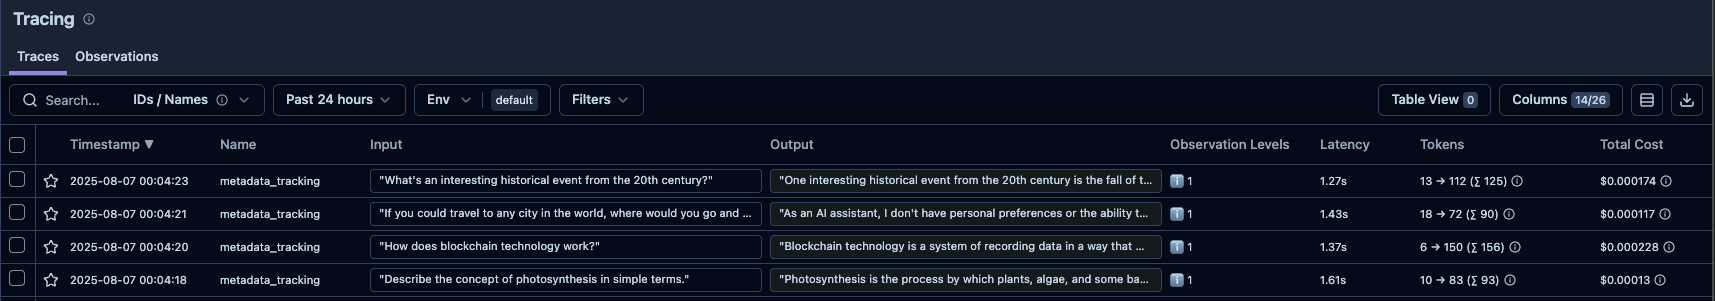 Tracing
Traces Observations
Search... IDs / Names Past 24 hours Env default Filters Table View 0 Columns 14/26
Timestamp ▼ Name Input Output Observation Levels Latency Tokens Total Cost
2025-08-07 00:04:23 metadata_tracking "What's an interesting historical event from the 20th century?" "One interesting historical event from the 20th century is the fall of t... 1 1.27s 13 → 112 (∑ 125) $0.000174
2025-08-07 00:04:21 metadata_tracking "If you could travel to any city in the world, where would you go and ... "As an AI assistant, I don't have personal preferences or the ability t... 1 1.43s 18 → 72 (∑ 90) $0.000117
2025-08-07 00:04:20 metadata_tracking "How does blockchain technology work?" "Blockchain technology is a system of recording data in a way that ... 1 1.37s 6 → 150 (∑ 156) $0.000228
2025-08-07 00:04:18 metadata_tracking "Describe the concept of photosynthesis in simple terms." "Photosynthesis is the process by which plants, algae, and some ba... 1 1.61s 10 → 83 (∑ 93) $0.00013